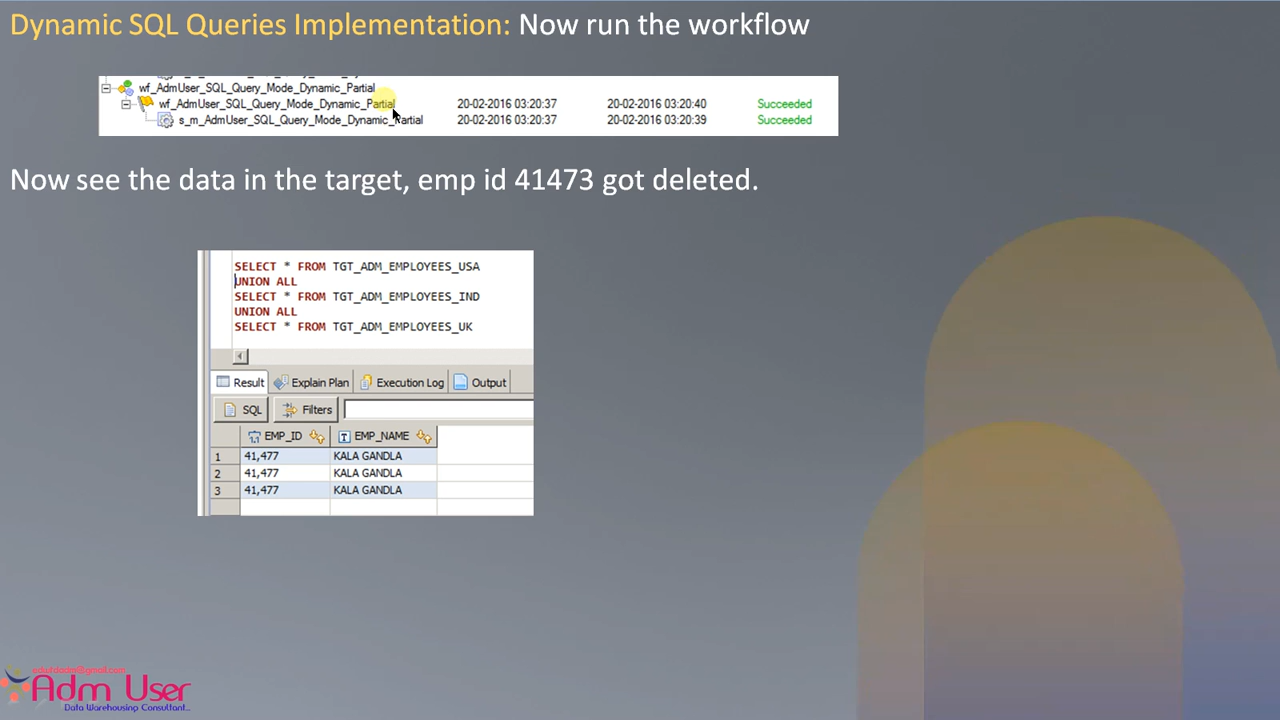 Dynamic SQL Queries Implementation: Now run the workflow
wf_AdmUser_SQL_Query_Mode_Dynamic_Partial
wf_AdmUser_SQL_Query_Mode_Dynamic_Partial 20-02-2016 03:20:37 20-02-2016 03:20:40 Succeeded
s_m_AdmUser_SQL_Query_Mode_Dynamic_Partial 20-02-2016 03:20:37 20-02-2016 03:20:39 Succeeded
Now see the data in the target, emp id 41473 got deleted.
SELECT * FROM TGT_ADM_EMPLOYEES_USA
UNION ALL
SELECT * FROM TGT_ADM_EMPLOYEES_IND
UNION ALL
SELECT * FROM TGT_ADM_EMPLOYEES_UK
Result Explain Plan Execution Log Output
SQL Filters
EMP_ID EMP_NAME
1 41,477 KALA GANDLA
2 41,477 KALA GANDLA
3 41,477 KALA GANDLA
Adm User
Data Warehousing Consultant...